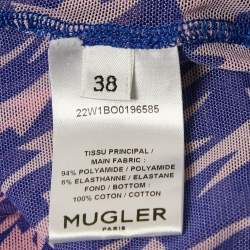 38
22W1BO0196585
TISSU PRINCIPAL /
MAIN FABRIC :
94% POLYAMIDE / POLYAMIDE
6% ELASTHANNE / ELASTANE
FOND / BOTTOM :
100% COTON / COTTON
MUGLER
PARIS